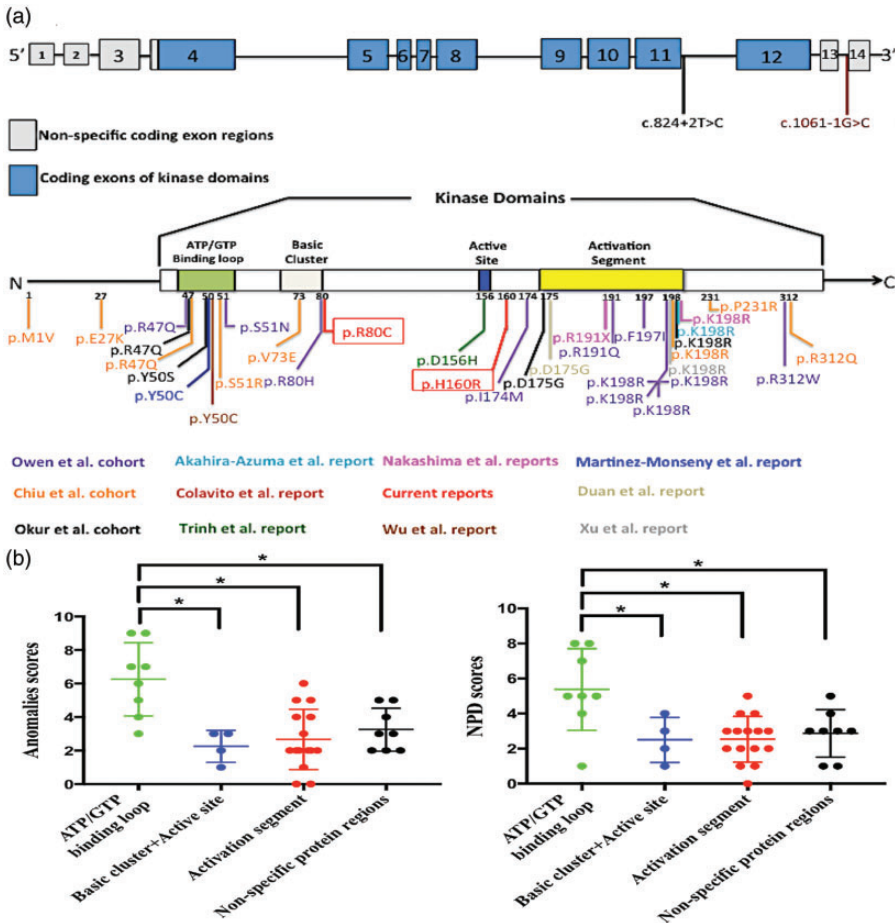 (a)
5' 1 2 3 4 5 6 7 8 9 10 11 12 13 14 3'
c.824+2T>C c.1061-1G>C
Non-specific coding exon regions
Coding exons of kinase domains
Kinase Domains
ATP/GTP Binding loop
Basic Cluster
Active Site
Activation Segment
N C
1 27 47 50 51 73 80 156 160 174 175 191 197 198 231 312
p.M1V
p.E27K
p.R47Q
p.R47Q
p.R47Q
p.Y50S
p.Y50C
p.Y50C
p.S51N
p.S51R
p.V73E
p.R80H
p.R80C
p.D156H
p.H160R
p.I174M
p.D175G
p.D175G
p.R191X
p.R191Q
p.F197I
p.K198R
p.K198R
p.K198R
p.K198R
p.K198R
p.K198R
p.K198R
p.K198R
p.P231R
p.R312W
p.R312Q
Owen et al. cohort Akahira-Azuma et al. report Nakashima et al. reports Martinez-Monseny et al. report
Chiu et al. cohort Colavito et al. report Current reports Duan et al. report
Okur et al. cohort Trinh et al. report Wu et al. report Xu et al. report
(b)
* * *
Anomalies scores
10
8
6
4
2
0
ATP/GTP
binding loop
Basic cluster+Active site
Activation segment
Non-specific protein regions
* * *
NPD scores
10
8
6
4
2
0
ATP/GTP
binding loop
Basic cluster+Active site
Activation segment
Non-specific protein regions